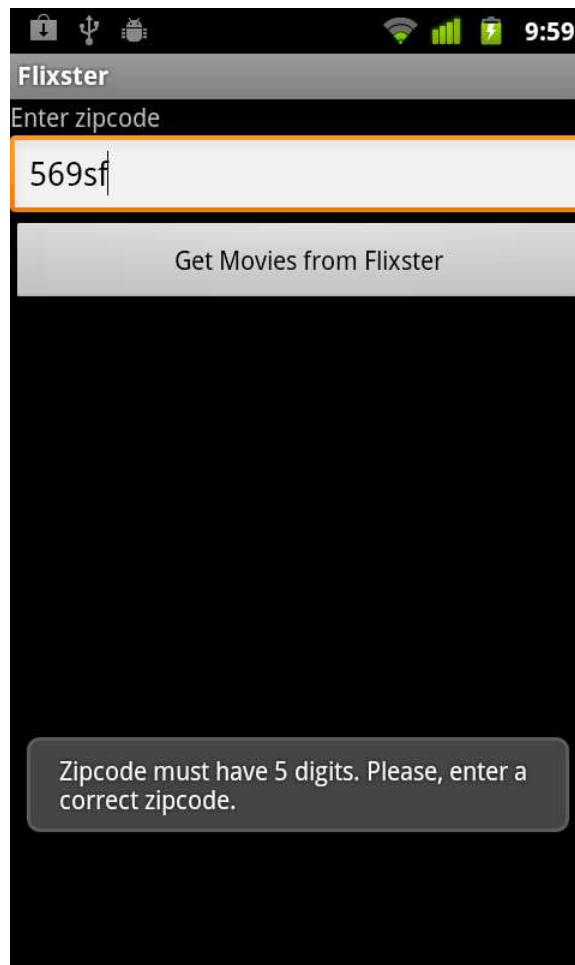 9:59
Flixster
Enter zipcode
569sf
Get Movies from Flixster
Zipcode must have 5 digits. Please, enter a
correct zipcode.